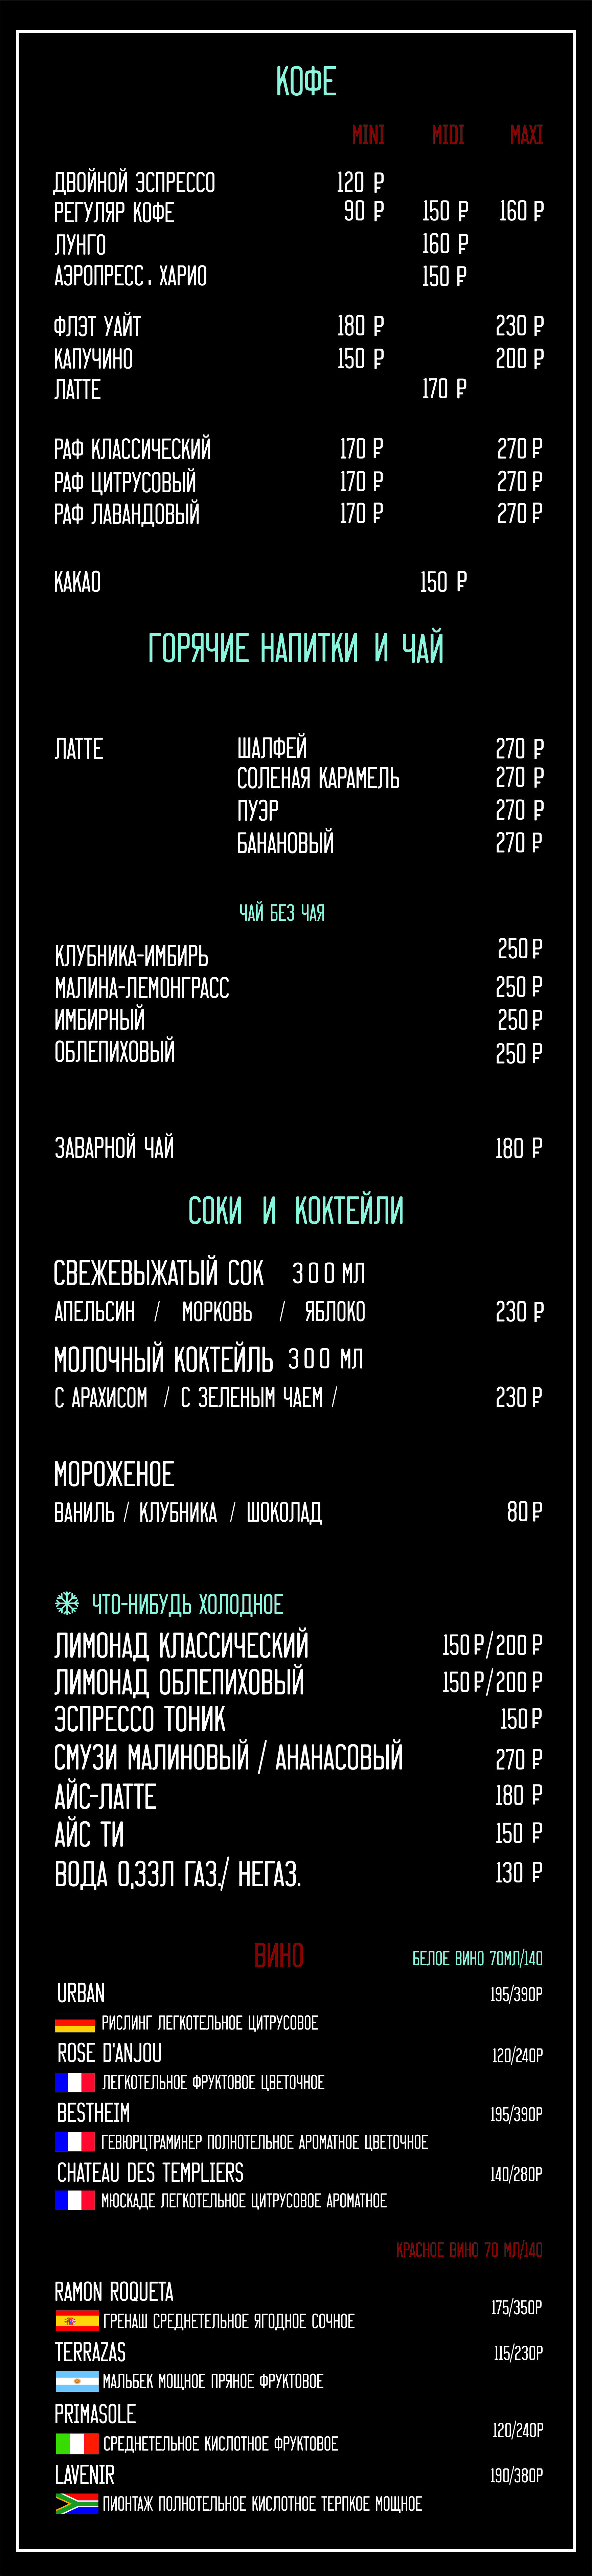 КОФЕ
MINI MIDI MAXI
ДВОЙНОЙ ЭСПРЕССО 120 ₽
РЕГУЛЯР КОФЕ 90 ₽ 150 ₽ 160 ₽
ЛУНГО 160 ₽
АЭРОПРЕСС. ХАРИО 150 ₽
ФЛЭТ УАЙТ 180 ₽ 230 ₽
КАПУЧИНО 150 ₽ 200 ₽
ЛАТТЕ 170 ₽
РАФ КЛАССИЧЕСКИЙ 170 ₽ 270 ₽
РАФ ЦИТРУСОВЫЙ 170 ₽ 270 ₽
РАФ ЛАВАНДОВЫЙ 170 ₽ 270 ₽
КАКАО 150 ₽
ГОРЯЧИЕ НАПИТКИ И ЧАЙ
ЛАТТЕ ШАЛФЕЙ 270 ₽
СОЛЕНАЯ КАРАМЕЛЬ 270 ₽
ПУЭР 270 ₽
БАНАНОВЫЙ 270 ₽
ЧАЙ БЕЗ ЧАЯ
КЛУБНИКА-ИМБИРЬ 250 ₽
МАЛИНА-ЛЕМОНГРАСС 250 ₽
ИМБИРНЫЙ 250 ₽
ОБЛЕПИХОВЫЙ 250 ₽
ЗАВАРНОЙ ЧАЙ 180 ₽
СОКИ И КОКТЕЙЛИ
СВЕЖЕВЫЖАТЫЙ СОК 300 МЛ
АПЕЛЬСИН / МОРКОВЬ / ЯБЛОКО 230 ₽
МОЛОЧНЫЙ КОКТЕЙЛЬ 300 МЛ
С АРАХИСОМ / С ЗЕЛЕНЫМ ЧАЕМ / 230 ₽
МОРОЖЕНОЕ
ВАНИЛЬ / КЛУБНИКА / ШОКОЛАД 80 ₽
ЧТО-НИБУДЬ ХОЛОДНОЕ
ЛИМОНАД КЛАССИЧЕСКИЙ 150 ₽/200 ₽
ЛИМОНАД ОБЛЕПИХОВЫЙ 150 ₽/200 ₽
ЭСПРЕССО ТОНИК 150 ₽
СМУЗИ МАЛИНОВЫЙ / АНАНАСОВЫЙ 270 ₽
АЙС-ЛАТТЕ 180 ₽
АЙС ТИ 150 ₽
ВОДА 0,33Л ГАЗ./ НЕГАЗ. 130 ₽
ВИНО БЕЛОЕ ВИНО 70МЛ/140
URBAN 195/390Р
РИСЛИНГ ЛЕГКОТЕЛЬНОЕ ЦИТРУСОВОЕ
ROSE D'ANJOU 120/240Р
ЛЕГКОТЕЛЬНОЕ ФРУКТОВОЕ ЦВЕТОЧНОЕ
BESTHEIM 195/390Р
ГЕВЮРЦТРАМИНЕР ПОЛНОТЕЛЬНОЕ АРОМАТНОЕ ЦВЕТОЧНОЕ
CHATEAU DES TEMPLIERS 140/280Р
МЮСКАДЕ ЛЕГКОТЕЛЬНОЕ ЦИТРУСОВОЕ АРОМАТНОЕ
КРАСНОЕ ВИНО 70 МЛ/140
RAMON ROQUETA 175/350Р
ГРЕНАШ СРЕДНЕТЕЛЬНОЕ ЯГОДНОЕ СОЧНОЕ
TERRAZAS 115/230Р
МАЛЬБЕК МОЩНОЕ ПРЯНОЕ ФРУКТОВОЕ
PRIMASOLE 120/240Р
СРЕДНЕТЕЛЬНОЕ КИСЛОТНОЕ ФРУКТОВОЕ
LAVENIR 190/380Р
ПИОНТАЖ ПОЛНОТЕЛЬНОЕ КИСЛОТНОЕ ТЕРПКОЕ МОЩНОЕ